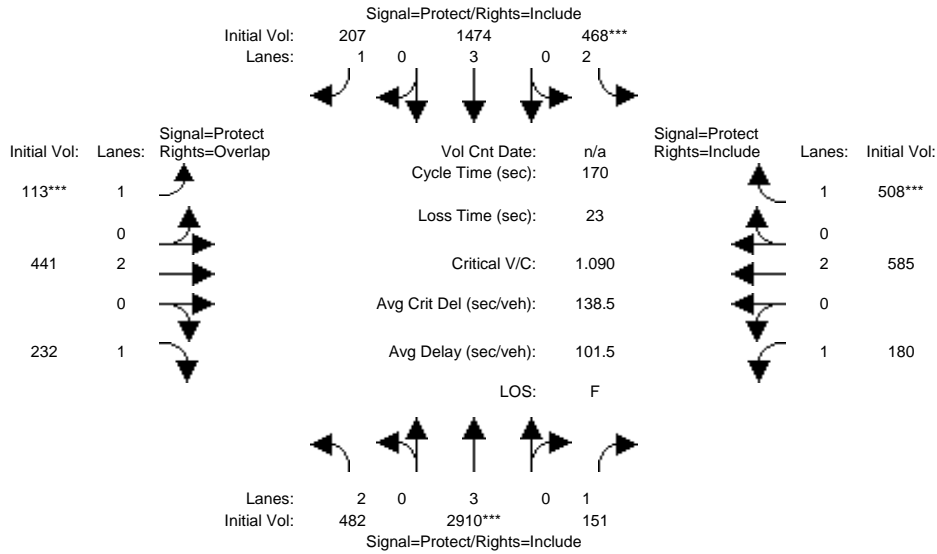 Signal=Protect/Rights=Include
Initial Vol: 207 1474 468***
Lanes: 1 0 3 0 2
Signal=Protect
Rights=Overlap
Signal=Protect
Rights=Include
Initial Vol: Lanes:
Vol Cnt Date: n/a
Lanes: Initial Vol:
Cycle Time (sec): 170
113*** 1
1 508***
Loss Time (sec): 23
0
0
441 2
Critical V/C: 1.090
2 585
0
Avg Crit Del (sec/veh): 138.5
0
232 1
Avg Delay (sec/veh): 101.5
1 180
LOS: F
Lanes: 2 0 3 0 1
Initial Vol: 482 2910*** 151
Signal=Protect/Rights=Include